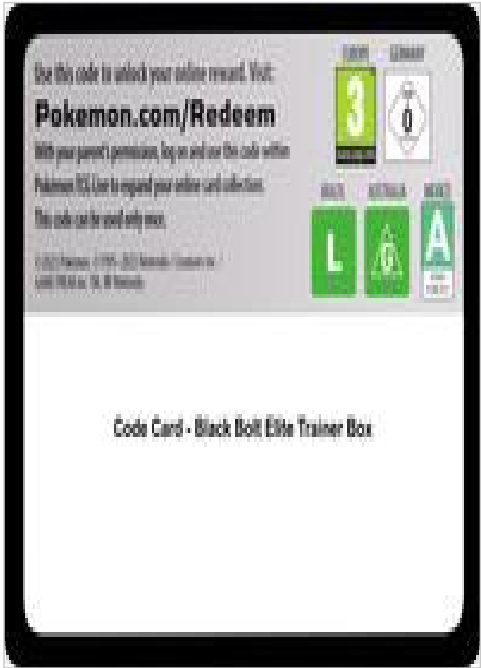 Use this code to unlock your online reward. Visit:
Pokemon.com/Redeem
With your parent's permission, log on and use this code within
Pokémon TCG Live to expand your online card collection.
This code can be used only once.
EUROPE GERMANY
3
0
BRAZIL AUSTRALIA MEXICO
L
G
A
Code Card - Black Bolt Elite Trainer Box